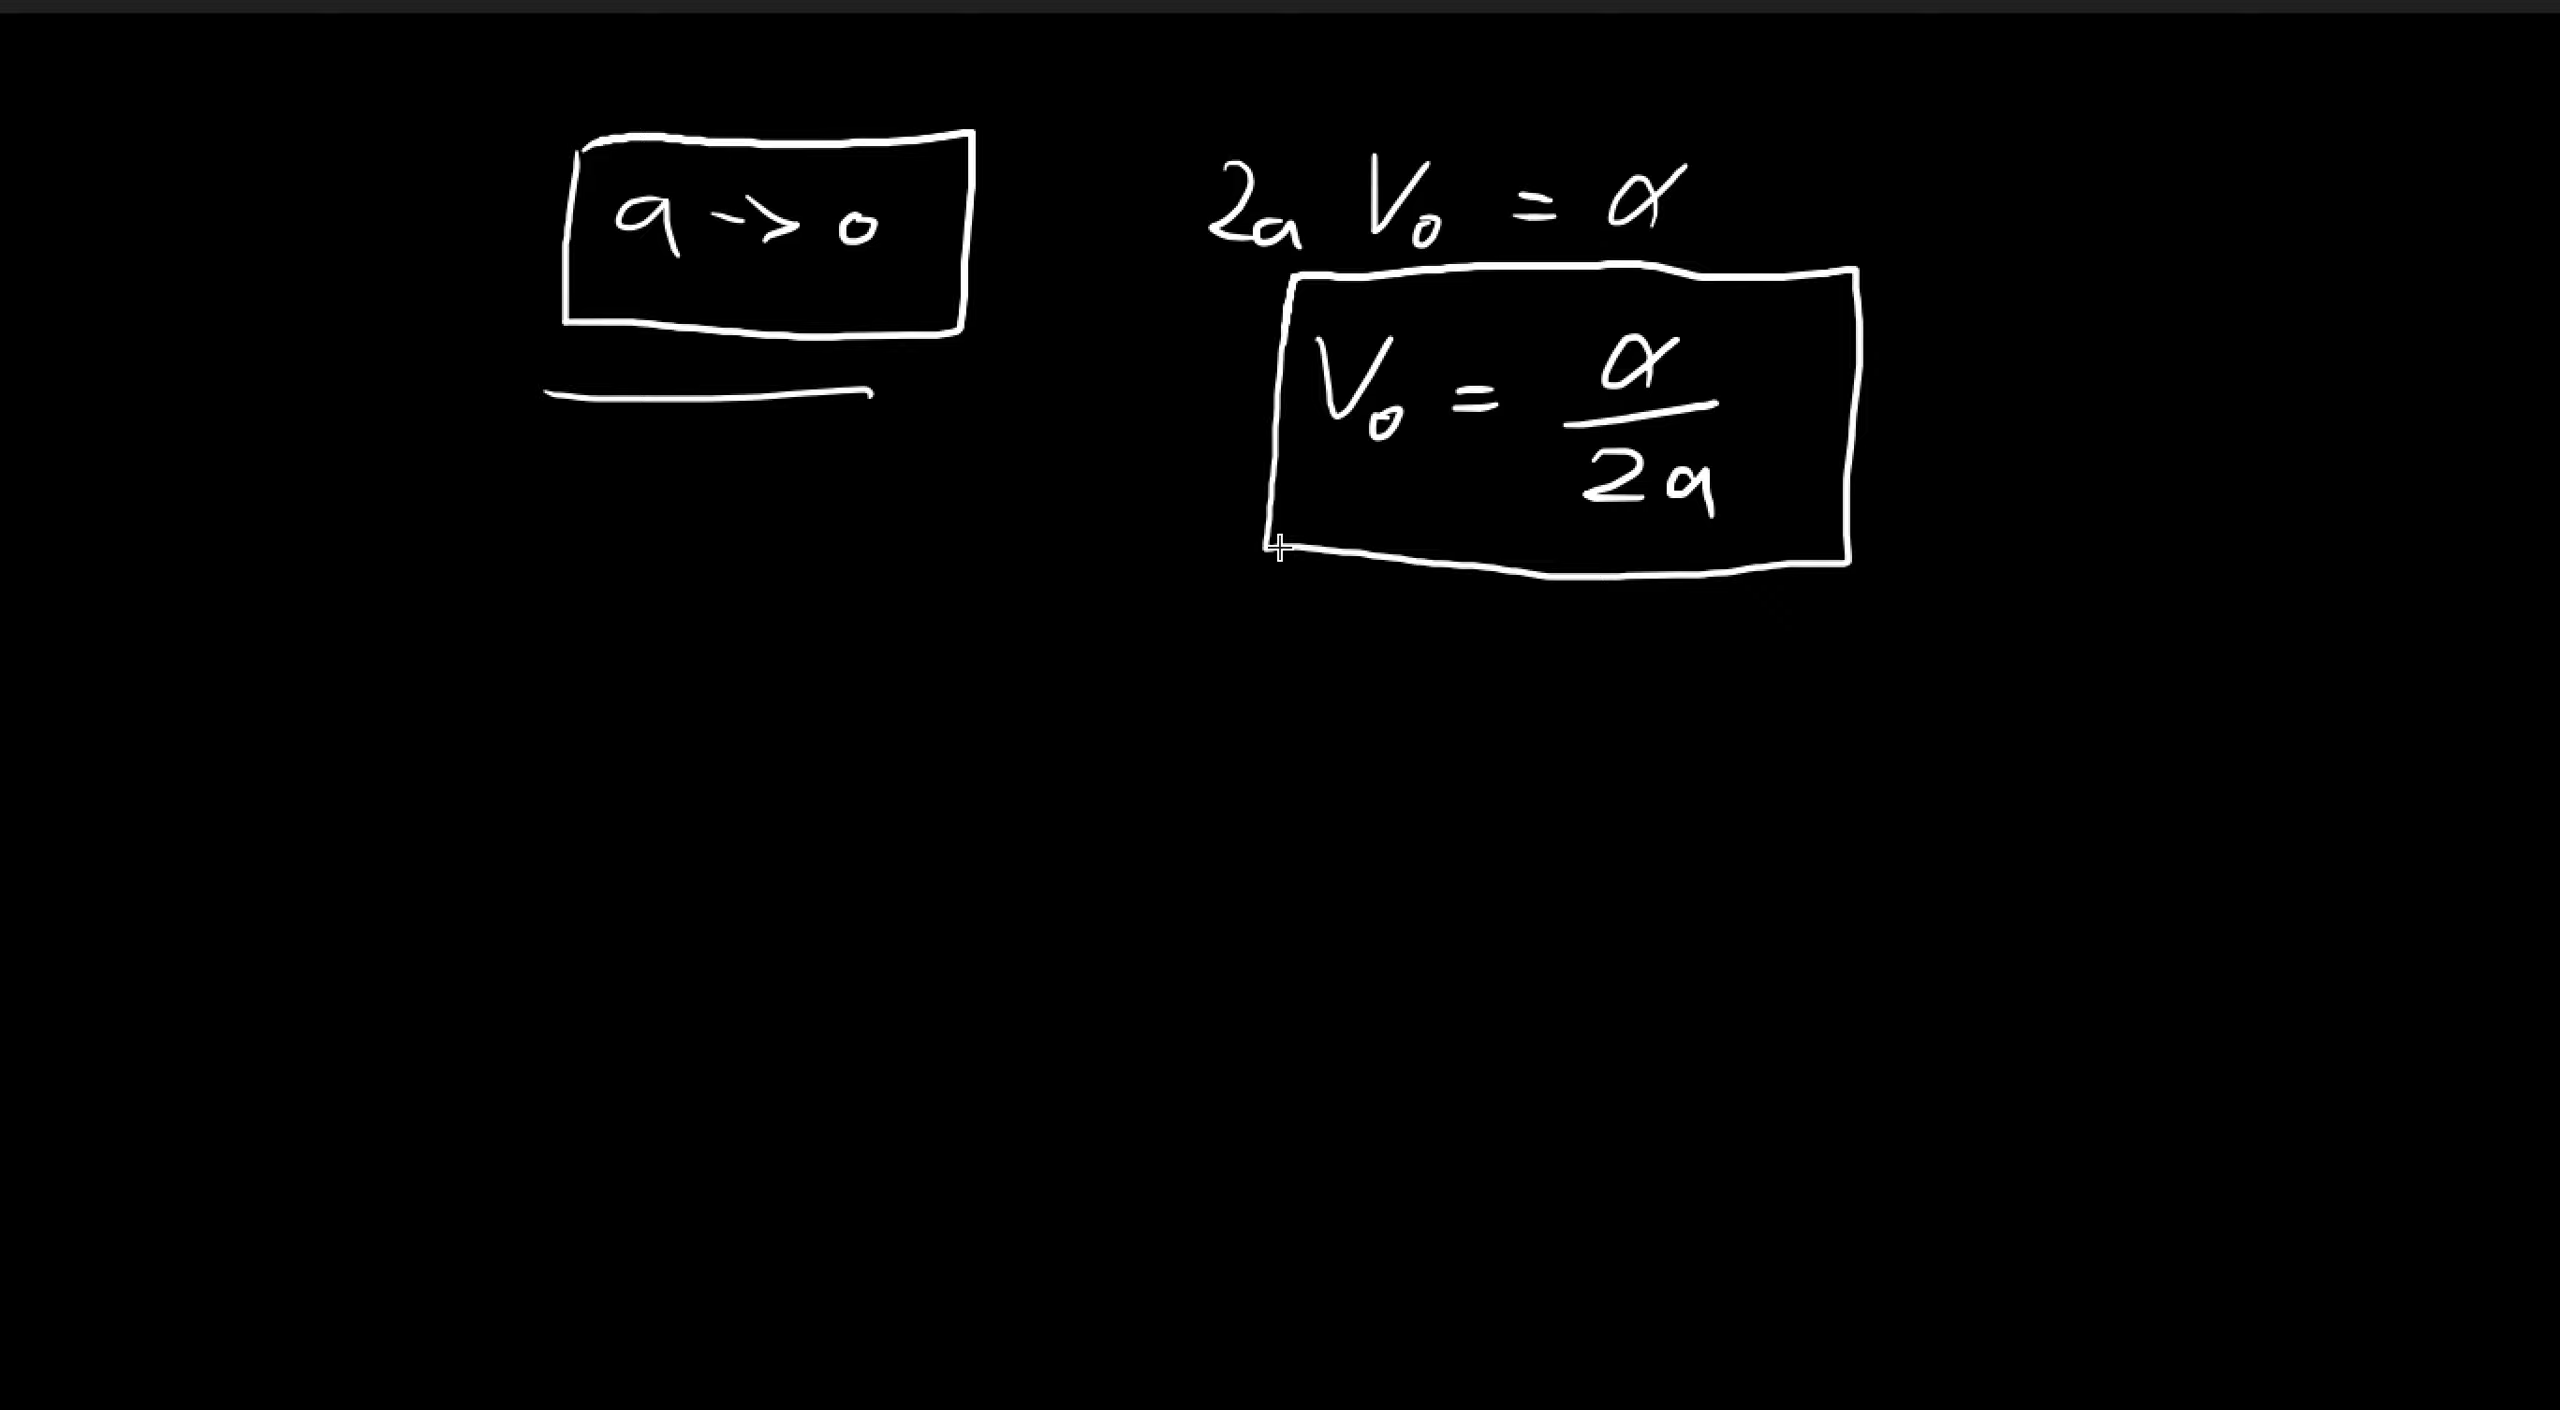 a -> 0
2a V₀ = α
V₀ = α / 2a